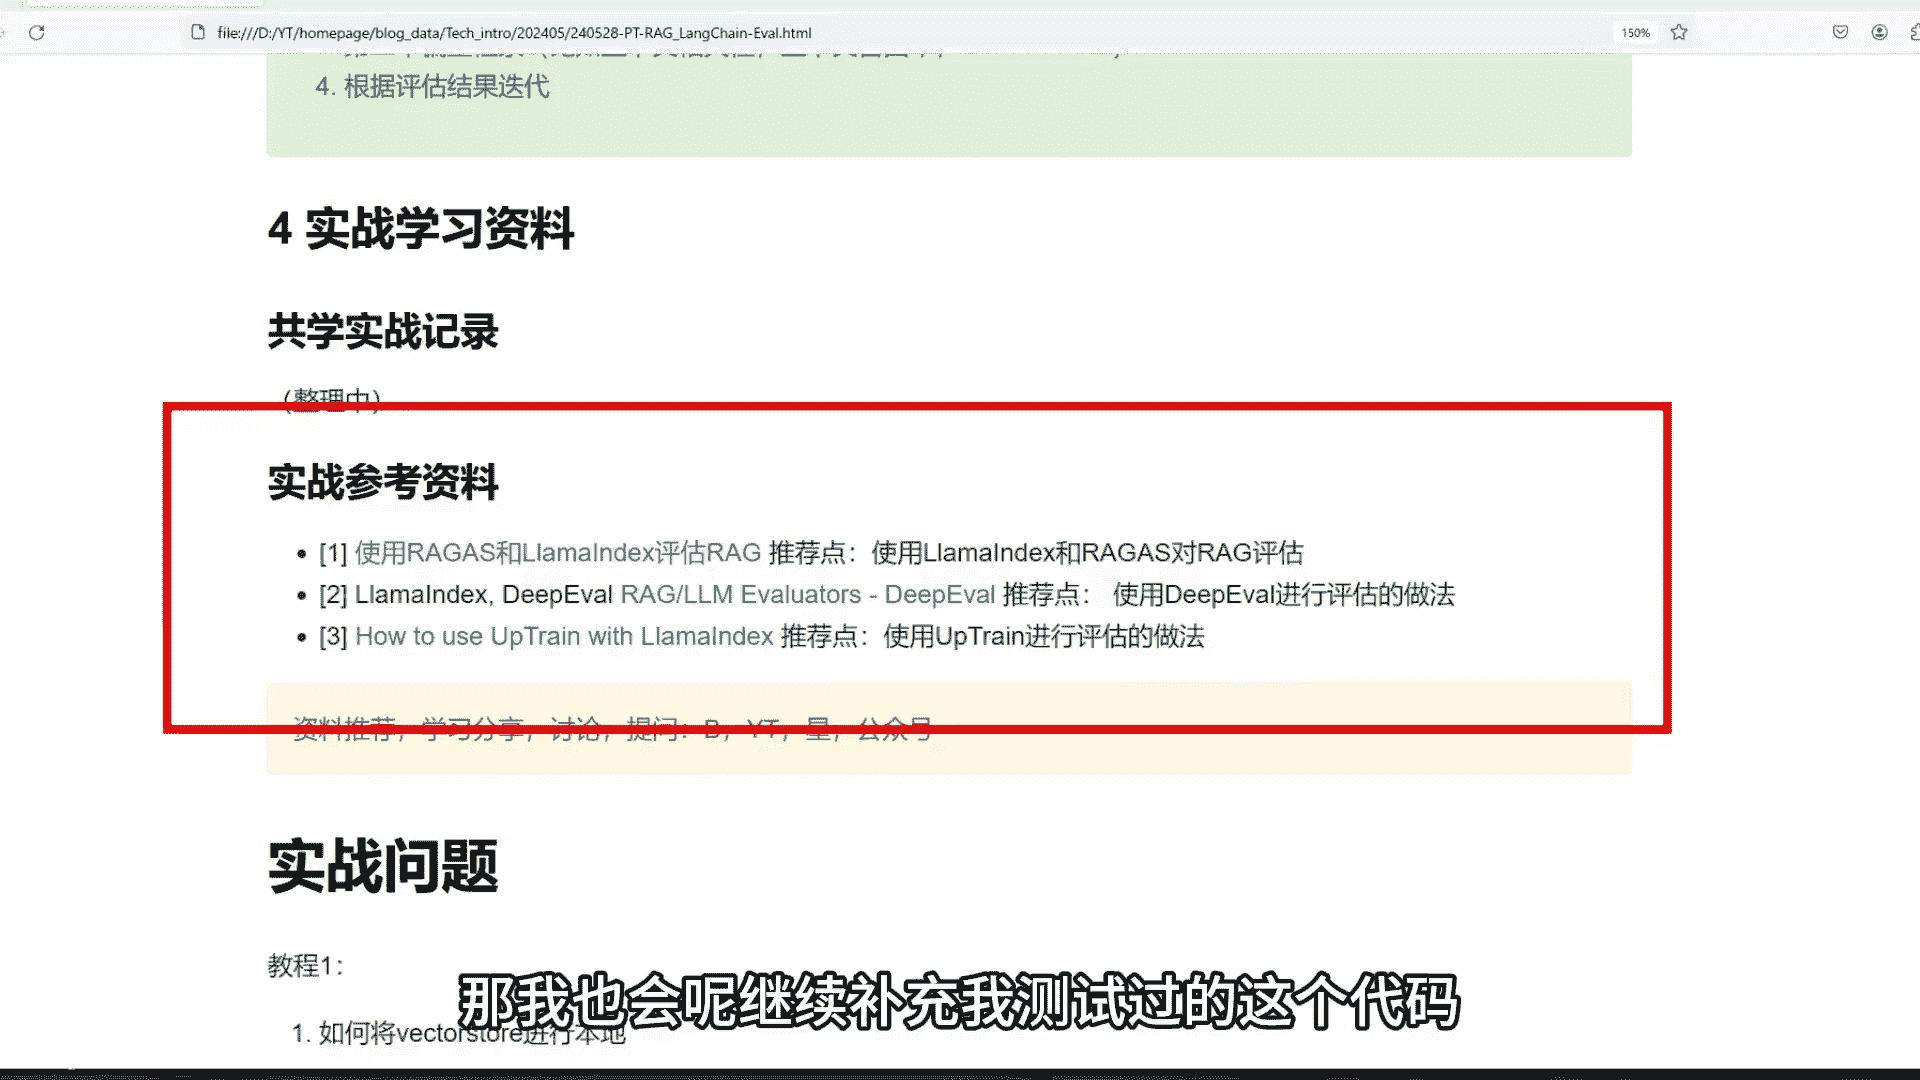 file:///D:/YT/homepage/blog_data/Tech_intro/202405/240528-PT-RAG_LangChain-Eval.html
150%
4. 根据评估结果迭代
4 实战学习资料
共学实战记录
（整理中）
实战参考资料
[1] 使用RAGAS和LlamaIndex评估RAG 推荐点：使用LlamaIndex和RAGAS对RAG评估
[2] LlamaIndex, DeepEval RAG/LLM Evaluators - DeepEval 推荐点： 使用DeepEval进行评估的做法
[3] How to use UpTrain with LlamaIndex 推荐点：使用UpTrain进行评估的做法
资料推荐，学习分享，讨论，提问：B，YT，星，公众号
实战问题
教程1：
1. 如何将vectorstore进行本地
那我也会呢继续补充我测试过的这个代码